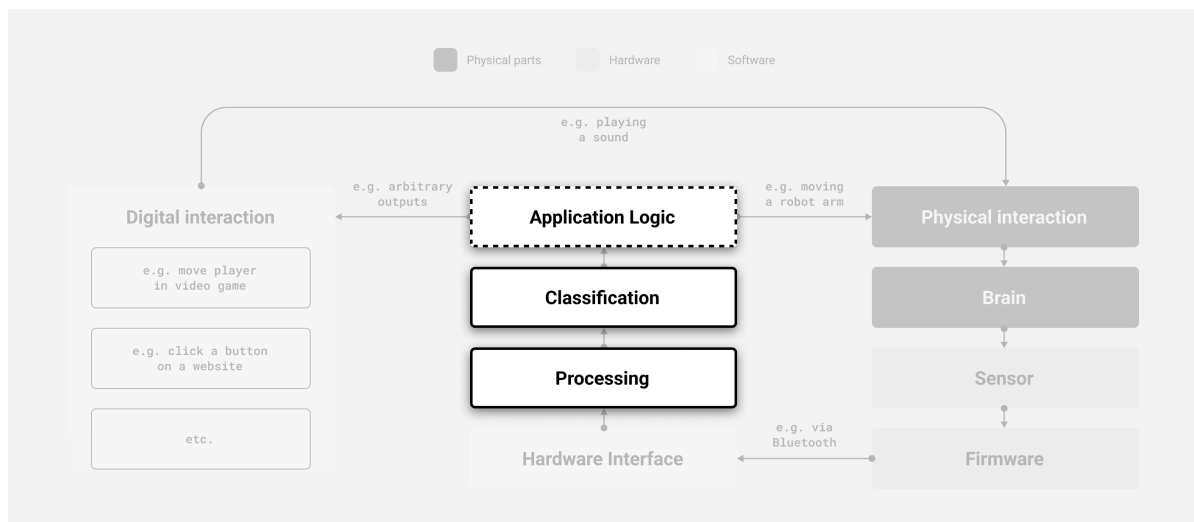 Physical parts
Hardware
Software
e.g. playing
a sound
e.g. arbitrary
outputs
e.g. moving
a robot arm
Digital interaction
Application Logic
Physical interaction
e.g. move player
in video game
Classification
Brain
e.g. click a button
on a website
Processing
Sensor
etc.
e.g. via
Bluetooth
Hardware Interface
Firmware